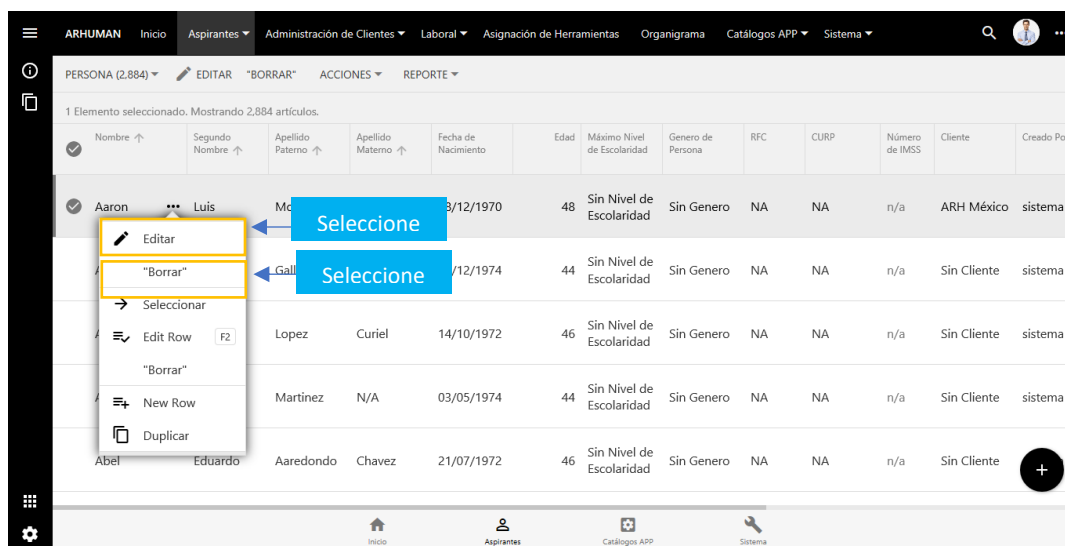 ARHUMAN Inicio Aspirantes Administración de Clientes Laboral Asignación de Herramientas Organigrama Catálogos APP Sistema
PERSONA (2,884) EDITAR "BORRAR" ACCIONES REPORTE
1 Elemento seleccionado. Mostrando 2,884 artículos.
Nombre Segundo Nombre Apellido Paterno Apellido Materno Fecha de Nacimiento Edad Máximo Nivel de Escolaridad Genero de Persona RFC CURP Número de IMSS Cliente Creado Po
Aaron Luis /12/1970 48 Sin Nivel de Escolaridad Sin Genero NA NA n/a ARH México sistema
Seleccione
Editar
Gall /12/1974 44 Sin Nivel de Escolaridad Sin Genero NA NA n/a Sin Cliente sistema
"Borrar"
Seleccione
Seleccionar
Edit Row F2
Lopez Curiel 14/10/1972 46 Sin Nivel de Escolaridad Sin Genero NA NA n/a Sin Cliente sistema
"Borrar"
New Row
Martinez N/A 03/05/1974 44 Sin Nivel de Escolaridad Sin Genero NA NA n/a Sin Cliente sistema
Duplicar
Abel Eduardo Aaredondo Chavez 21/07/1972 46 Sin Nivel de Escolaridad Sin Genero NA NA n/a Sin Cliente
Inicio Aspirantes Catálogos APP Sistema